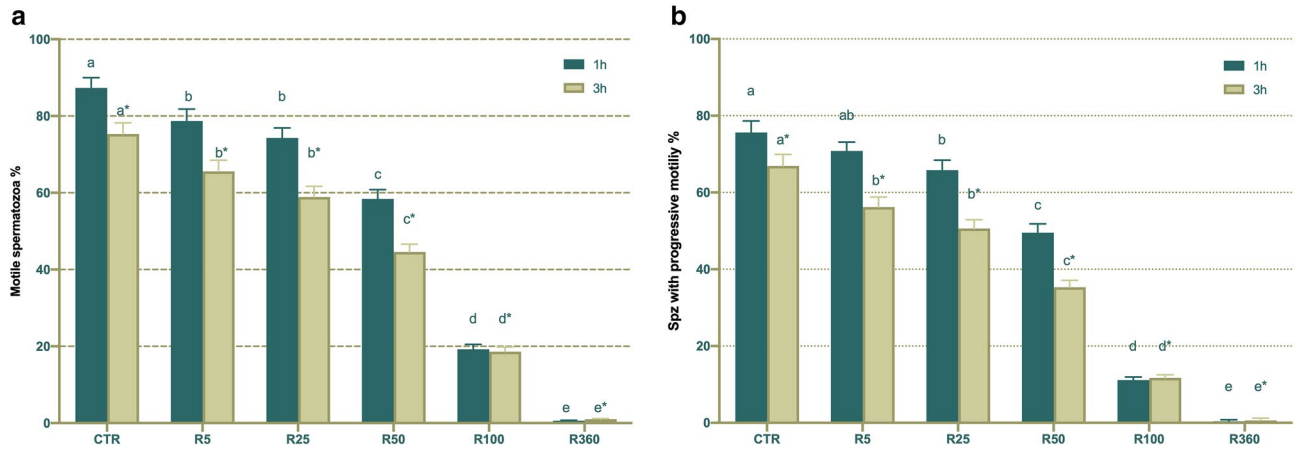 a
Motile spermatozoa %
100
80
60
40
20
0
1h
3h
a
a*
b
b*
b
b*
c
c*
d
d*
e
e*
CTR
R5
R25
R50
R100
R360
b
Spz with progressive motiliy %
100
80
60
40
20
0
1h
3h
a
a*
ab
b*
b
b*
c
c*
d
d*
e
e*
CTR
R5
R25
R50
R100
R360